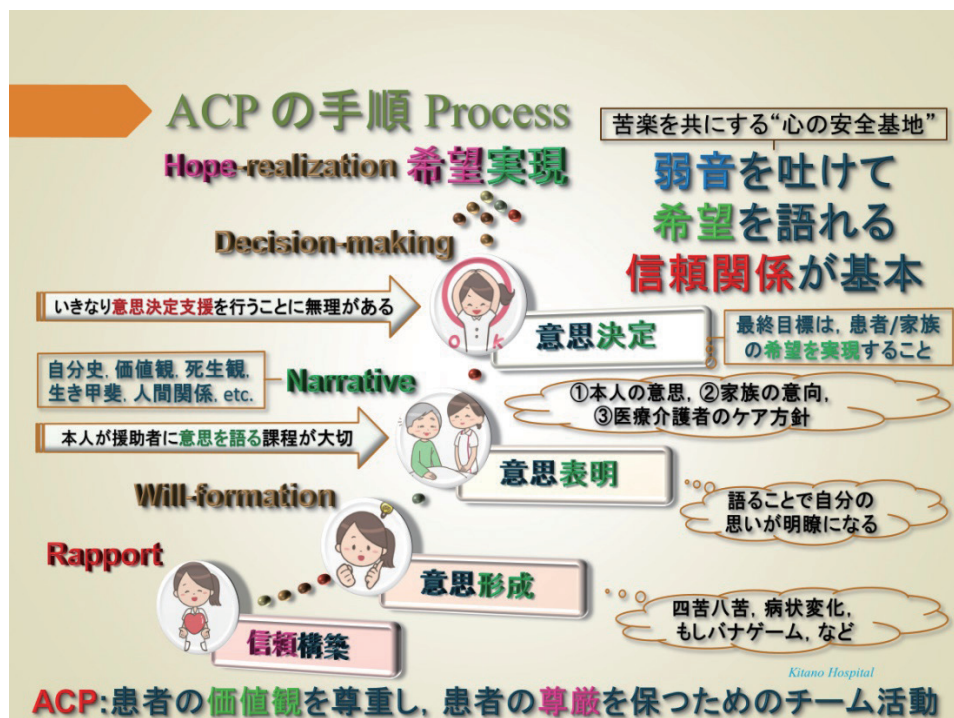 ACP の手順 Process
苦楽を共にする“心の安全基地”
Hope-realization 希望実現
弱音を吐けて
希望を語れる
信頼関係が基本
Decision-making
いきなり意思決定支援を行うことに無理がある
O K
意思決定
最終目標は，患者/家族
の希望を実現すること
自分史，価値観，死生観，
生き甲斐，人間関係，etc.
Narrative
①本人の意思，②家族の意向，
③医療介護者のケア方針
本人が援助者に意思を語る課程が大切
意思表明
Will-formation
語ることで自分の
思いが明瞭になる
Rapport
意思形成
四苦八苦，病状変化，
もしバナゲーム，など
信頼構築
Kitano Hospital
ACP:患者の価値観を尊重し，患者の尊厳を保つためのチーム活動